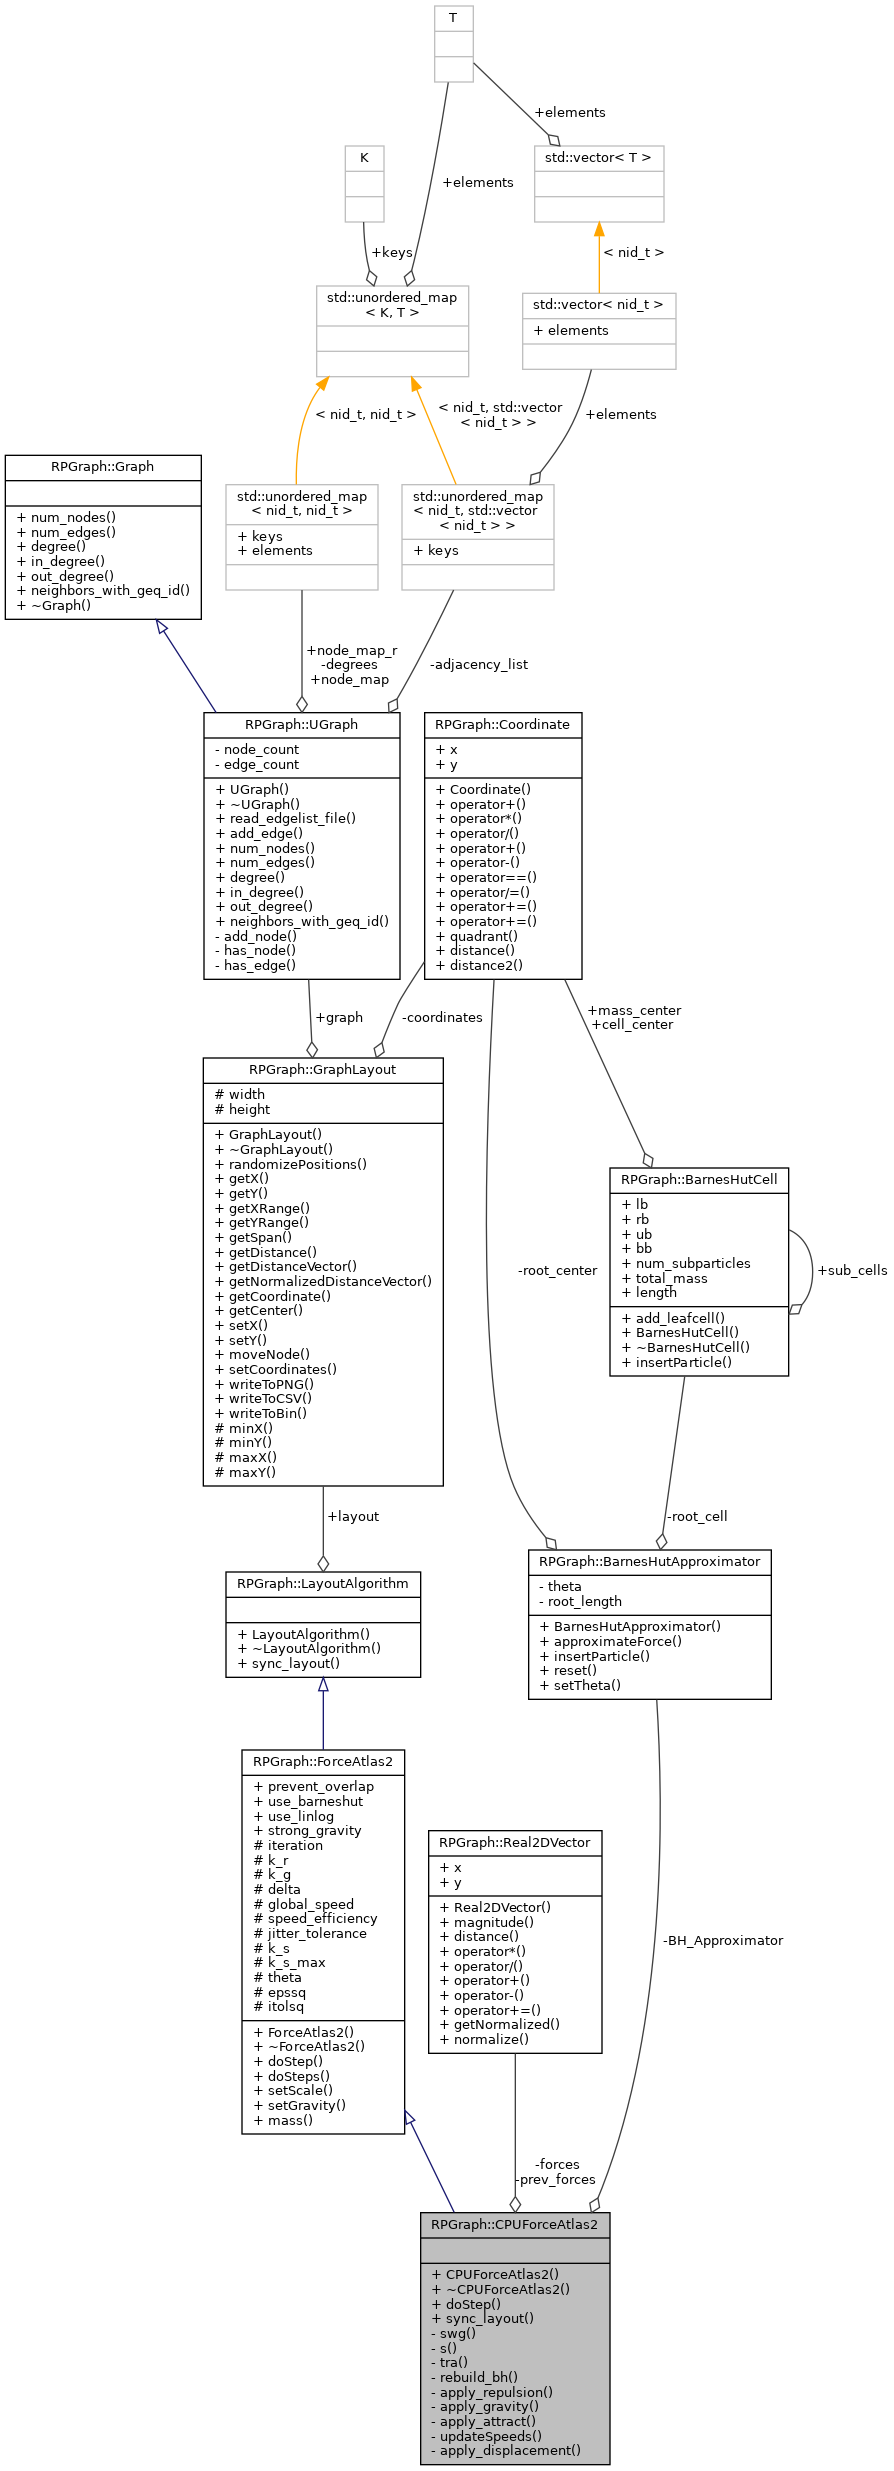 T
+elements
K
std::vector< T >
+elements
+keys
< nid_t >
std::unordered_map
< K, T >
std::vector< nid_t >
+ elements
< nid_t, nid_t >
< nid_t, std::vector
< nid_t > >
+elements
RPGraph::Graph
+ num_nodes()
+ num_edges()
+ degree()
+ in_degree()
+ out_degree()
+ neighbors_with_geq_id()
+ ~Graph()
std::unordered_map
< nid_t, nid_t >
+ keys
+ elements
std::unordered_map
< nid_t, std::vector
< nid_t > >
+ keys
+node_map_r
-degrees
+node_map
-adjacency_list
RPGraph::UGraph
- node_count
- edge_count
+ UGraph()
+ ~UGraph()
+ read_edgelist_file()
+ add_edge()
+ num_nodes()
+ num_edges()
+ degree()
+ in_degree()
+ out_degree()
+ neighbors_with_geq_id()
- add_node()
- has_node()
- has_edge()
RPGraph::Coordinate
+ x
+ y
+ Coordinate()
+ operator+()
+ operator*()
+ operator/()
+ operator+()
+ operator-()
+ operator==()
+ operator/=()
+ operator+=()
+ operator+=()
+ quadrant()
+ distance()
+ distance2()
+graph
-coordinates
+mass_center
+cell_center
RPGraph::GraphLayout
# width
# height
+ GraphLayout()
+ ~GraphLayout()
+ randomizePositions()
+ getX()
+ getY()
+ getXRange()
+ getYRange()
+ getSpan()
+ getDistance()
+ getDistanceVector()
+ getNormalizedDistanceVector()
+ getCoordinate()
+ getCenter()
+ setX()
+ setY()
+ moveNode()
+ setCoordinates()
+ writeToPNG()
+ writeToCSV()
+ writeToBin()
# minX()
# minY()
# maxX()
# maxY()
-root_center
RPGraph::BarnesHutCell
+ lb
+ rb
+ ub
+ bb
+ num_subparticles
+ total_mass
+ length
+ add_leafcell()
+ BarnesHutCell()
+ ~BarnesHutCell()
+ insertParticle()
+sub_cells
+layout
-root_cell
RPGraph::LayoutAlgorithm
+ LayoutAlgorithm()
+ ~LayoutAlgorithm()
+ sync_layout()
RPGraph::BarnesHutApproximator
- theta
- root_length
+ BarnesHutApproximator()
+ approximateForce()
+ insertParticle()
+ reset()
+ setTheta()
RPGraph::ForceAtlas2
+ prevent_overlap
+ use_barneshut
+ use_linlog
+ strong_gravity
# iteration
# k_r
# k_g
# delta
# global_speed
# speed_efficiency
# jitter_tolerance
# k_s
# k_s_max
# theta
# epssq
# itolsq
+ ForceAtlas2()
+ ~ForceAtlas2()
+ doStep()
+ doSteps()
+ setScale()
+ setGravity()
+ mass()
RPGraph::Real2DVector
+ x
+ y
+ Real2DVector()
+ magnitude()
+ distance()
+ operator*()
+ operator/()
+ operator+()
+ operator-()
+ operator+=()
+ getNormalized()
+ normalize()
-BH_Approximator
-forces
-prev_forces
RPGraph::CPUForceAtlas2
+ CPUForceAtlas2()
+ ~CPUForceAtlas2()
+ doStep()
+ sync_layout()
- swg()
- s()
- tra()
- rebuild_bh()
- apply_repulsion()
- apply_gravity()
- apply_attract()
- updateSpeeds()
- apply_displacement()